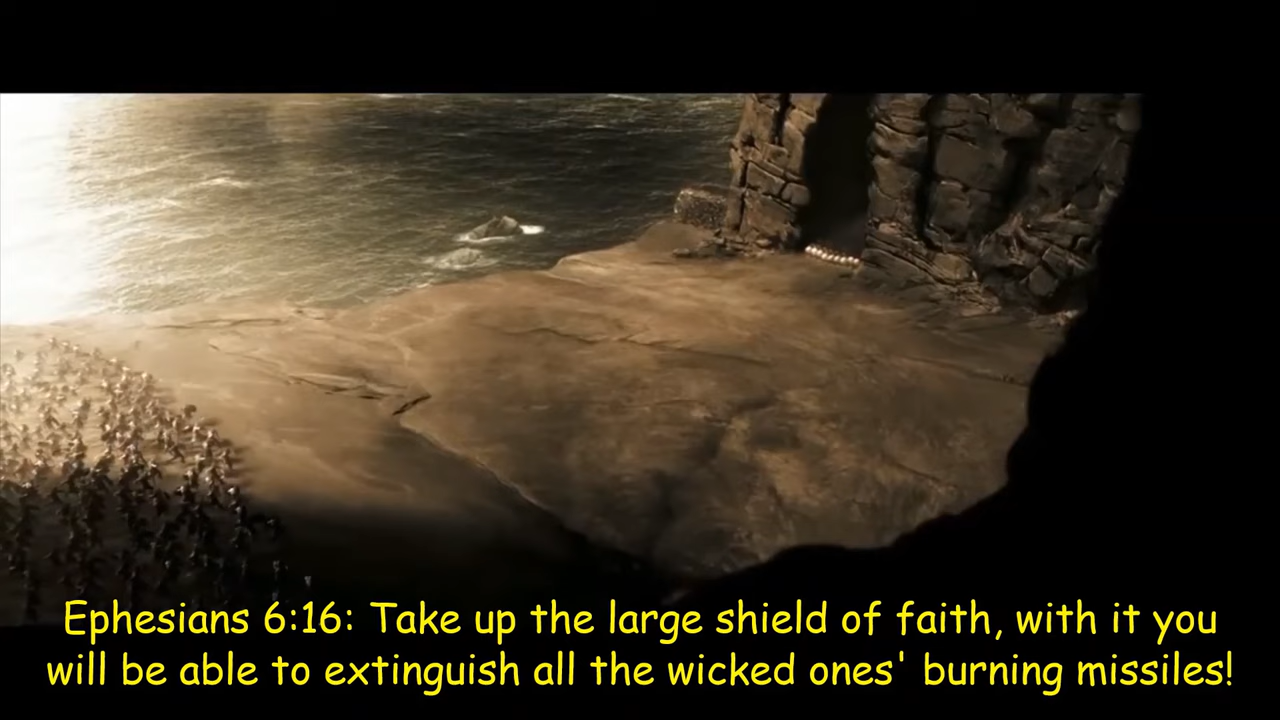 Ephesians 6:16: Take up the large shield of faith, with it you
will be able to extinguish all the wicked ones' burning missiles!